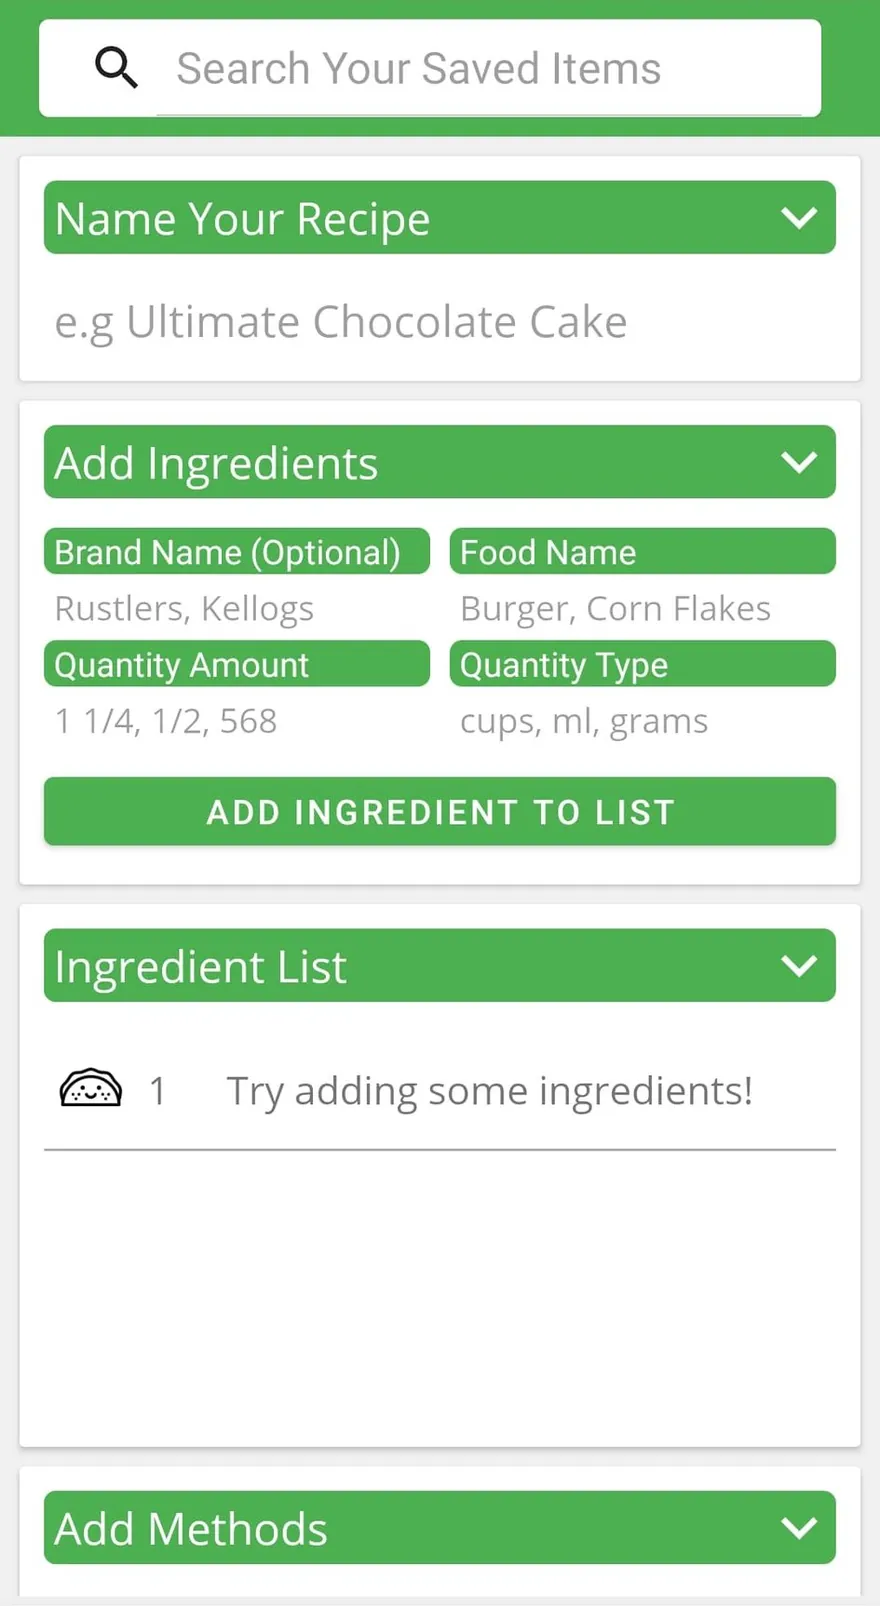 Search Your Saved Items
Name Your Recipe
e.g Ultimate Chocolate Cake
Add Ingredients
Brand Name (Optional)
Food Name
Rustlers, Kellogs
Burger, Corn Flakes
Quantity Amount
Quantity Type
1 1/4, 1/2, 568
cups, ml, grams
ADD INGREDIENT TO LIST
Ingredient List
1 Try adding some ingredients!
Add Methods